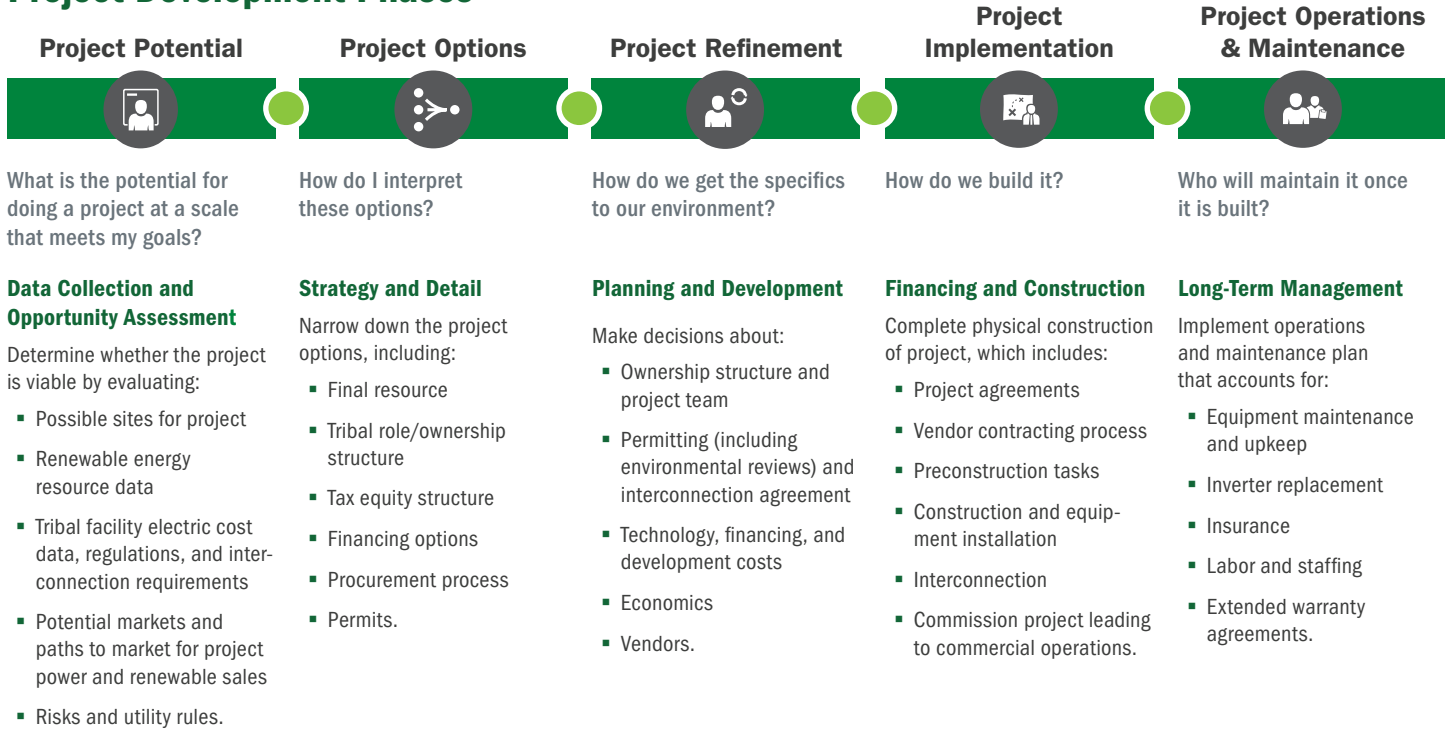 Project Development Phases
Project Potential
What is the potential for
doing a project at a scale
that meets my goals?
Data Collection and
Opportunity Assessment
Determine whether the project
is viable by evaluating:
▪ Possible sites for project
▪ Renewable energy
resource data
▪ Tribal facility electric cost
data, regulations, and inter-
connection requirements
▪ Potential markets and
paths to market for project
power and renewable sales
▪ Risks and utility rules.
Project Options
How do I interpret
these options?
Strategy and Detail
Narrow down the project
options, including:
▪ Final resource
▪ Tribal role/ownership
structure
▪ Tax equity structure
▪ Financing options
▪ Procurement process
▪ Permits.
Project Refinement
How do we get the specifics
to our environment?
Planning and Development
Make decisions about:
▪ Ownership structure and
project team
▪ Permitting (including
environmental reviews) and
interconnection agreement
▪ Technology, financing, and
development costs
▪ Economics
▪ Vendors.
Project
Implementation
How do we build it?
Financing and Construction
Complete physical construction
of project, which includes:
▪ Project agreements
▪ Vendor contracting process
▪ Preconstruction tasks
▪ Construction and equip-
ment installation
▪ Interconnection
▪ Commission project leading
to commercial operations.
Project Operations
& Maintenance
Who will maintain it once
it is built?
Long-Term Management
Implement operations
and maintenance plan
that accounts for:
▪ Equipment maintenance
and upkeep
▪ Inverter replacement
▪ Insurance
▪ Labor and staffing
▪ Extended warranty
agreements.